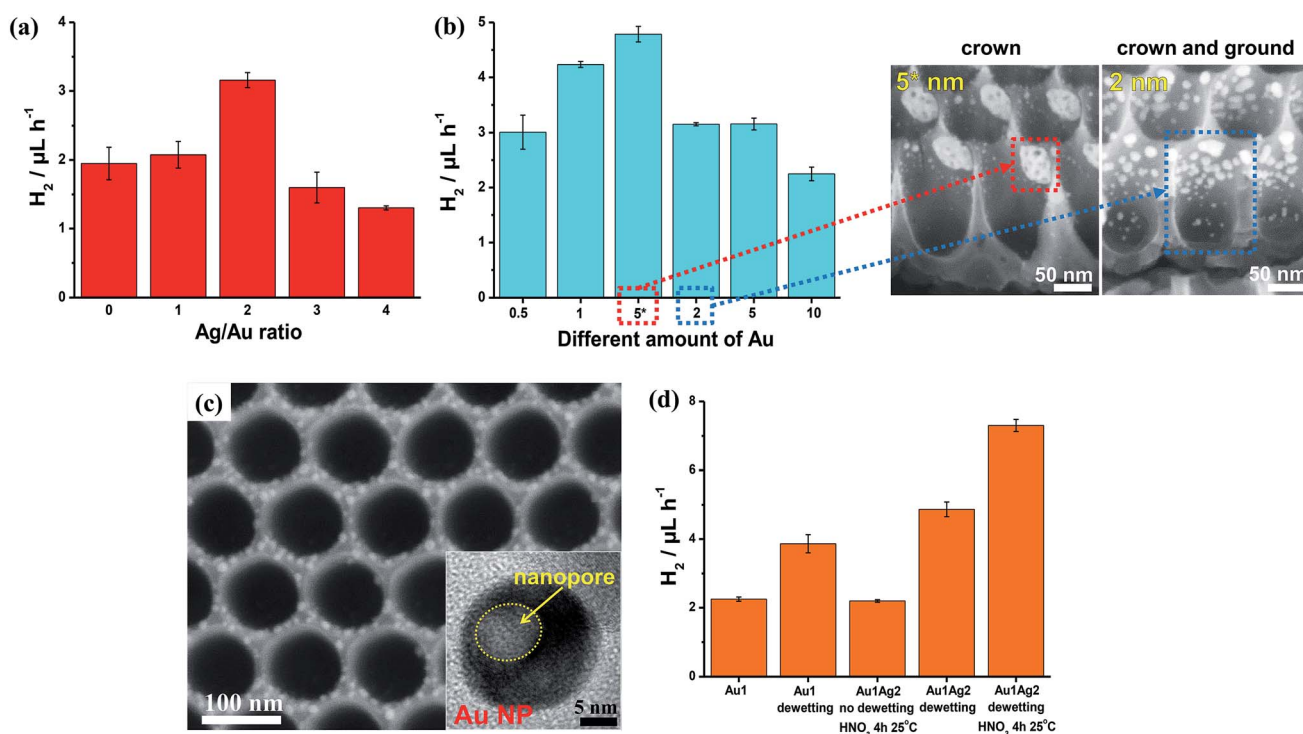 (a)
H₂ / µL h⁻¹
4
3
2
1
0
0 1 2 3 4
Ag/Au ratio
(b)
H₂ / µL h⁻¹
5
4
3
2
1
0
0.5 1 5* 2 5 10
Different amount of Au
crown
5* nm
50 nm
crown and ground
2 nm
50 nm
(c)
100 nm
nanopore
Au NP
5 nm
(d)
H₂ / µL h⁻¹
8
6
4
2
0
Au1
Au1
dewetting
Au1Ag2
no dewetting
HNO₃ 4h 25°C
Au1Ag2
dewetting
Au1Ag2
dewetting
HNO₃ 4h 25°C